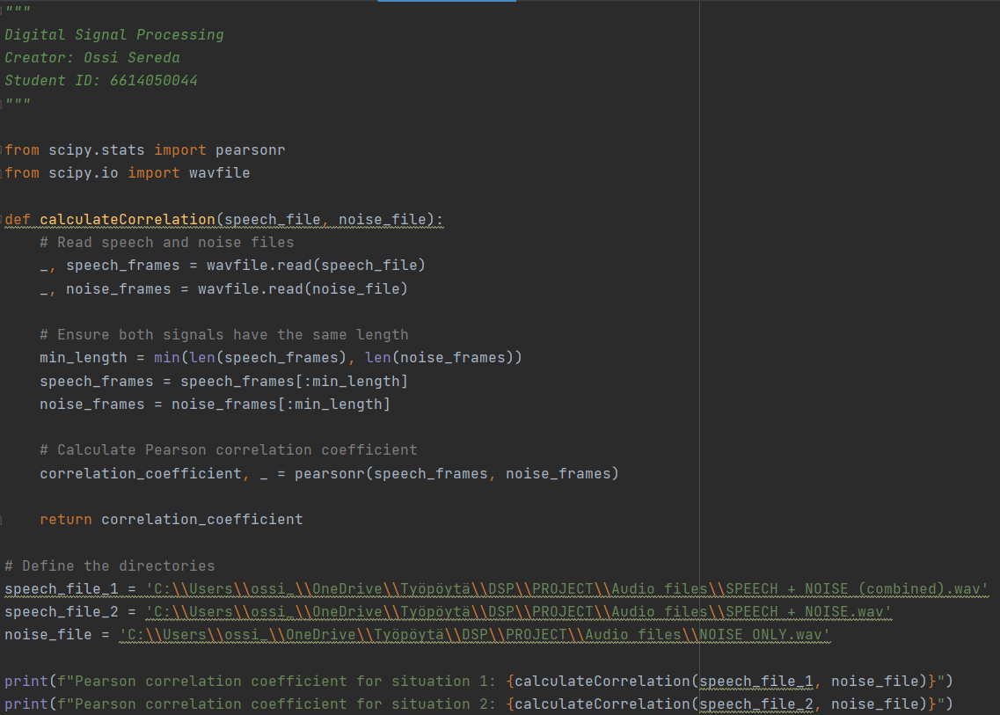 """
Digital Signal Processing
Creator: Ossi Sereda
Student ID: 6614050044
"""
from scipy.stats import pearsonr
from scipy.io import wavfile
def calculateCorrelation(speech_file, noise_file):
    # Read speech and noise files
    _, speech_frames = wavfile.read(speech_file)
    _, noise_frames = wavfile.read(noise_file)
    # Ensure both signals have the same length
    min_length = min(len(speech_frames), len(noise_frames))
    speech_frames = speech_frames[:min_length]
    noise_frames = noise_frames[:min_length]
    # Calculate Pearson correlation coefficient
    correlation_coefficient, _ = pearsonr(speech_frames, noise_frames)
    return correlation_coefficient
# Define the directories
speech_file_1 = 'C:\\Users\\ossi_\\OneDrive\\Työpöytä\\DSP\\PROJECT\\Audio files\\SPEECH + NOISE (combined).wav'
speech_file_2 = 'C:\\Users\\ossi_\\OneDrive\\Työpöytä\\DSP\\PROJECT\\Audio files\\SPEECH + NOISE.wav'
noise_file = 'C:\\Users\\ossi_\\OneDrive\\Työpöytä\\DSP\\PROJECT\\Audio files\\NOISE ONLY.wav'
print(f"Pearson correlation coefficient for situation 1: {calculateCorrelation(speech_file_1, noise_file)}")
print(f"Pearson correlation coefficient for situation 2: {calculateCorrelation(speech_file_2, noise_file)}")